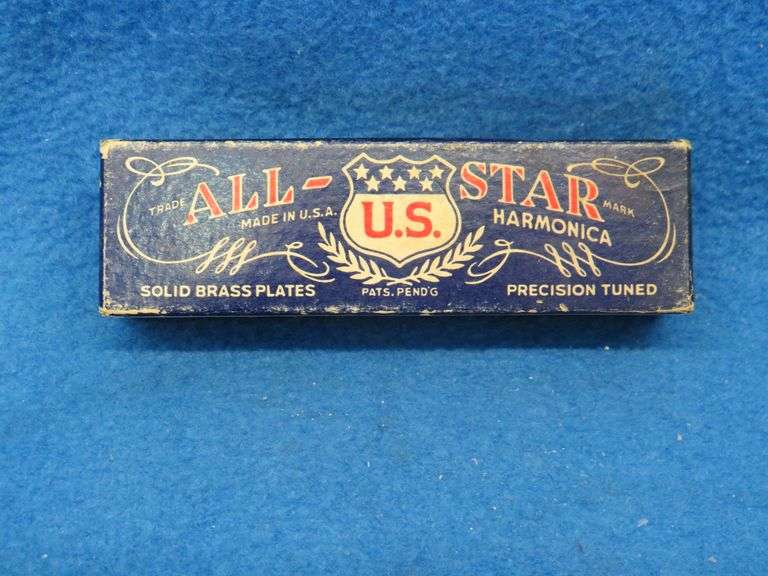 TRADE ALL-STAR MARK
MADE IN U.S.A. U.S. HARMONICA
SOLID BRASS PLATES PATS. PEND'G PRECISION TUNED